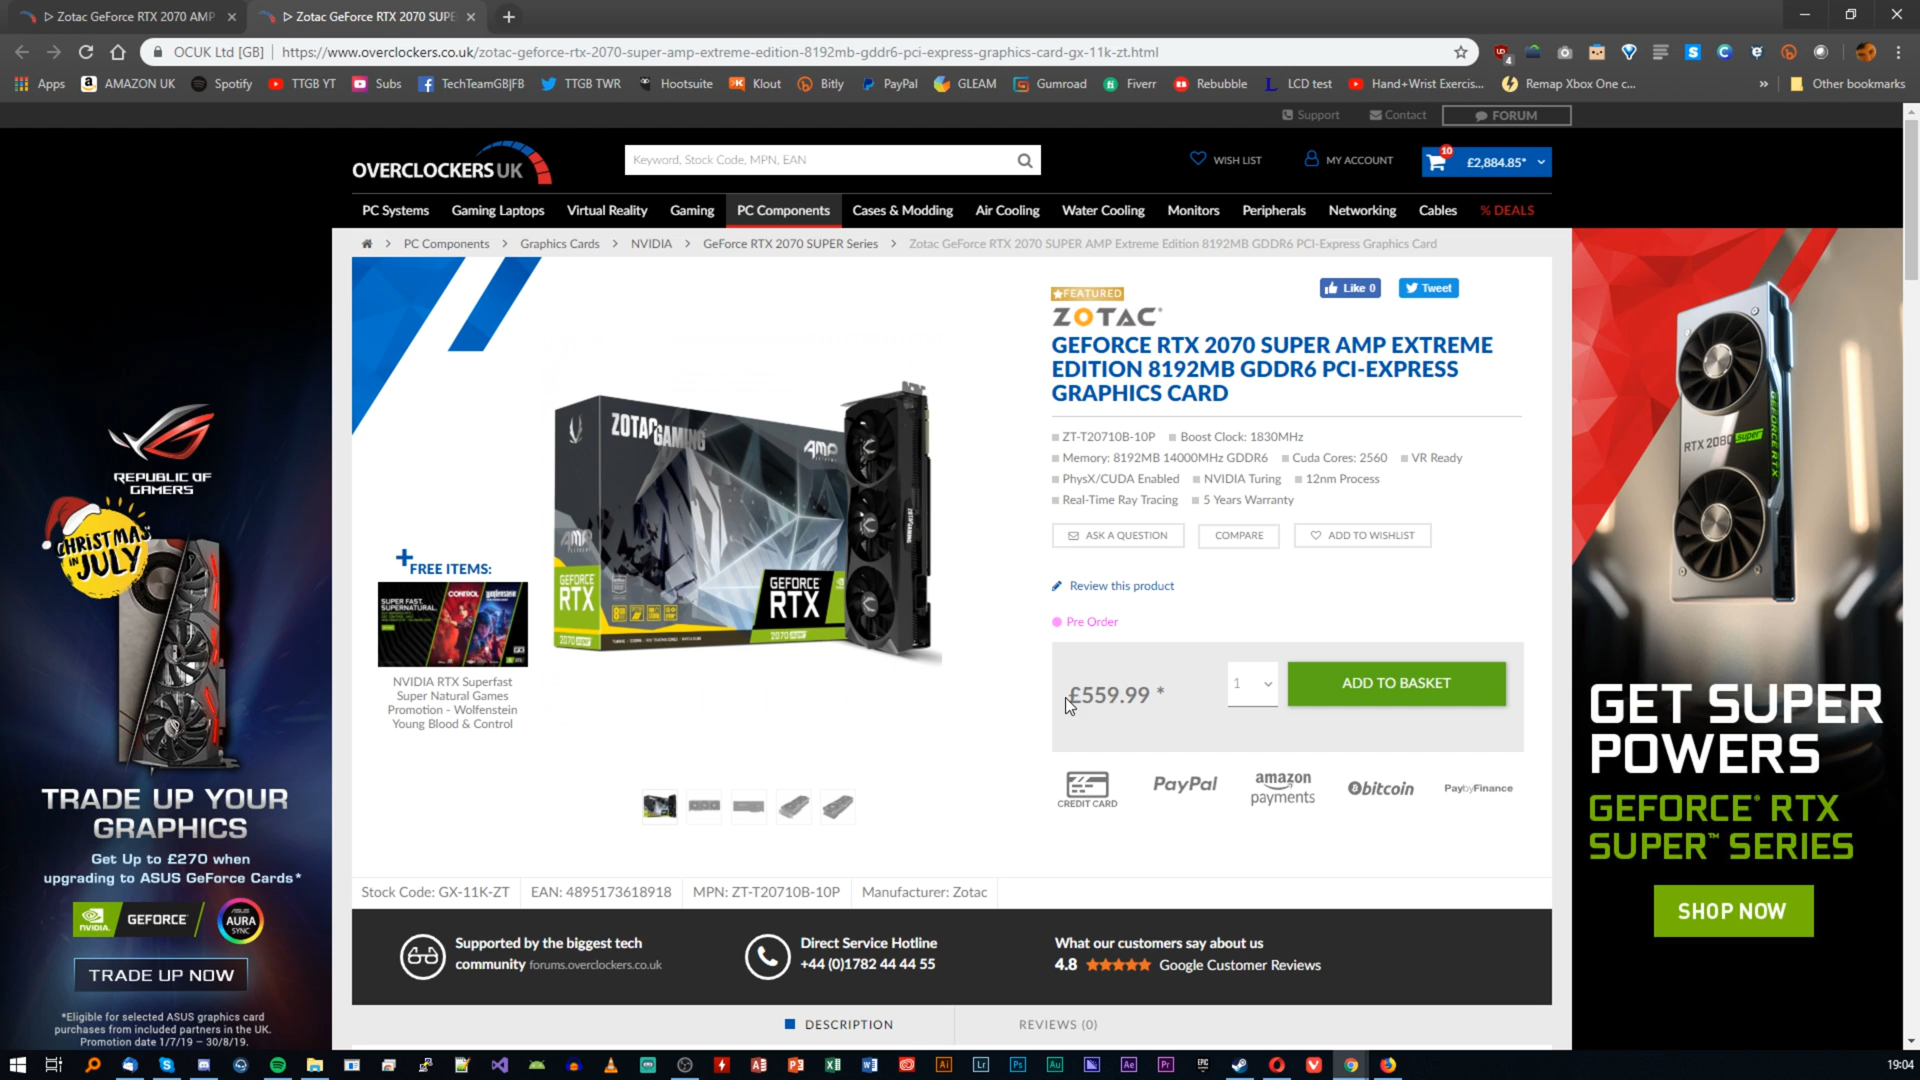 ▷ Zotac GeForce RTX 2070 AMP
▷ Zotac GeForce RTX 2070 SUPE
OCUK Ltd [GB] | https://www.overclockers.co.uk/zotac-geforce-rtx-2070-super-amp-extreme-edition-8192mb-gddr6-pci-express-graphics-card-gx-11k-zt.html
Apps AMAZON UK Spotify TTGB YT Subs TechTeamGB|FB TTGB TWR Hootsuite Klout Bitly PayPal GLEAM Gumroad Fiverr Rebubble LCD test Hand+Wrist Exercis... Remap Xbox One c... » Other bookmarks
Support Contact FORUM
OVERCLOCKERS UK
Keyword, Stock Code, MPN, EAN
WISH LIST MY ACCOUNT 10 £2,884.85*
PC Systems Gaming Laptops Virtual Reality Gaming PC Components Cases & Modding Air Cooling Water Cooling Monitors Peripherals Networking Cables % DEALS
PC Components > Graphics Cards > NVIDIA > GeForce RTX 2070 SUPER Series > Zotac GeForce RTX 2070 SUPER AMP Extreme Edition 8192MB GDDR6 PCI-Express Graphics Card
FEATURED
Like 0 Tweet
ZOTAC
GEFORCE RTX 2070 SUPER AMP EXTREME
EDITION 8192MB GDDR6 PCI-EXPRESS
GRAPHICS CARD
ZT-T20710B-10P Boost Clock: 1830MHz
Memory: 8192MB 14000MHz GDDR6 Cuda Cores: 2560 VR Ready
PhysX/CUDA Enabled NVIDIA Turing 12nm Process
Real-Time Ray Tracing 5 Years Warranty
ASK A QUESTION COMPARE ADD TO WISHLIST
Review this product
Pre Order
£559.99 *
1
ADD TO BASKET
CREDIT CARD PayPal amazon payments bitcoin PaybyFinance
ZOTAC GAMING
AMP
GEFORCE RTX
2070 SUPER
GEFORCE RTX
2070 SUPER
+FREE ITEMS:
SUPER FAST.
SUPERNATURAL.
CONTROL
NVIDIA RTX Superfast
Super Natural Games
Promotion - Wolfenstein
Young Blood & Control
Stock Code: GX-11K-ZT EAN: 4895173618918 MPN: ZT-T20710B-10P Manufacturer: Zotac
Supported by the biggest tech
community forums.overclockers.co.uk
Direct Service Hotline
+44 (0)1782 44 44 55
What our customers say about us
4.8 Google Customer Reviews
DESCRIPTION REVIEWS (0)
REPUBLIC OF
GAMERS
CHRISTMAS
IN JULY
TRADE UP YOUR
GRAPHICS
Get Up to £270 when
upgrading to ASUS GeForce Cards*
NVIDIA. GEFORCE
AURA
SYNC
TRADE UP NOW
*Eligible for selected ASUS graphics card
purchases from included partners in the UK.
Promotion date 1/7/19 – 30/8/19.
RTX 2080 SUPER
GEFORCE RTX
GET SUPER
POWERS
GEFORCE® RTX
SUPER™ SERIES
SHOP NOW
19:04